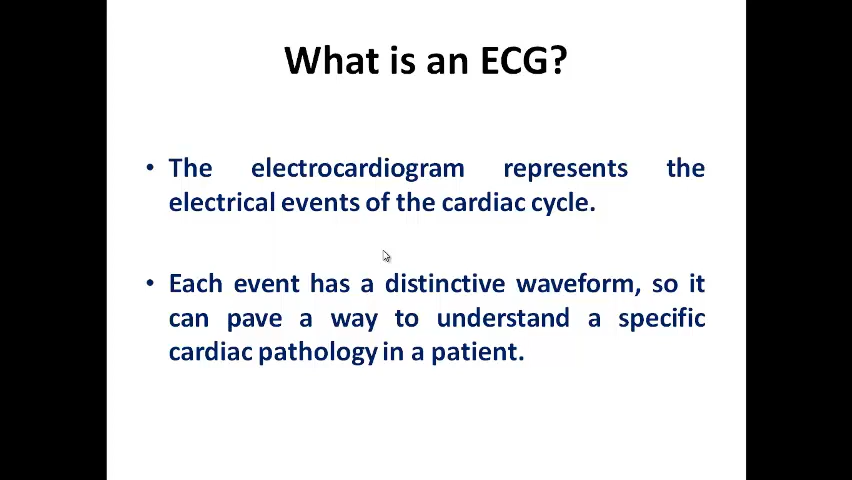 What is an ECG?
• The electrocardiogram represents the
electrical events of the cardiac cycle.
• Each event has a distinctive waveform, so it
can pave a way to understand a specific
cardiac pathology in a patient.